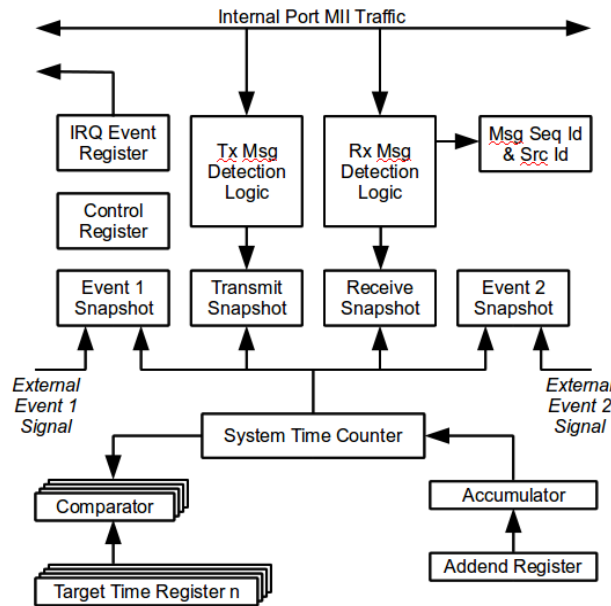 Internal Port MII Traffic
IRQ Event
Register
Tx Msg
Detection
Logic
Rx Msg
Detection
Logic
Msg Seq Id
& Src Id
Control
Register
Event 1
Snapshot
Transmit
Snapshot
Receive
Snapshot
Event 2
Snapshot
External
Event 1
Signal
External
Event 2
Signal
System Time Counter
Comparator
Accumulator
Target Time Register n
Addend Register